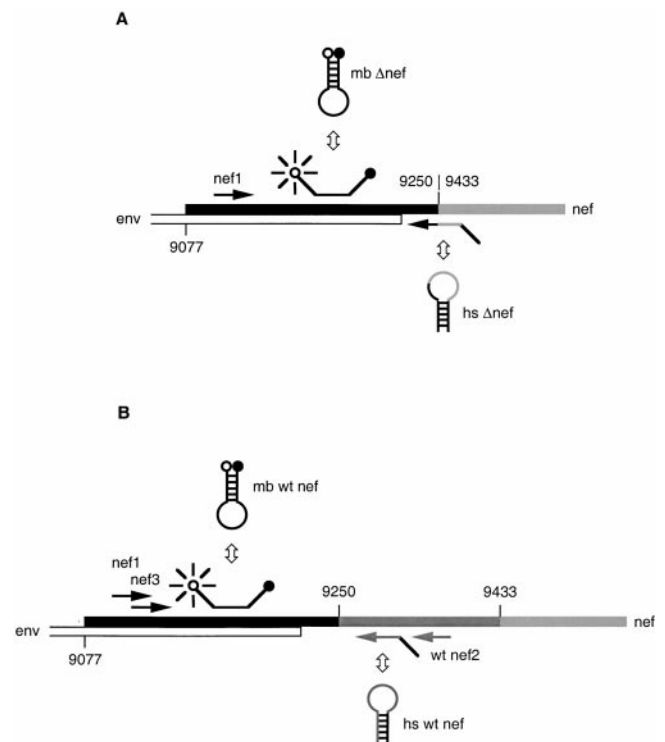 A
mb Δnef
nef1
9250 9433
env
nef
9077
hs Δnef
B
mb wt nef
nef1
nef3
9250
9433
env
nef
9077
wt nef2
hs wt nef